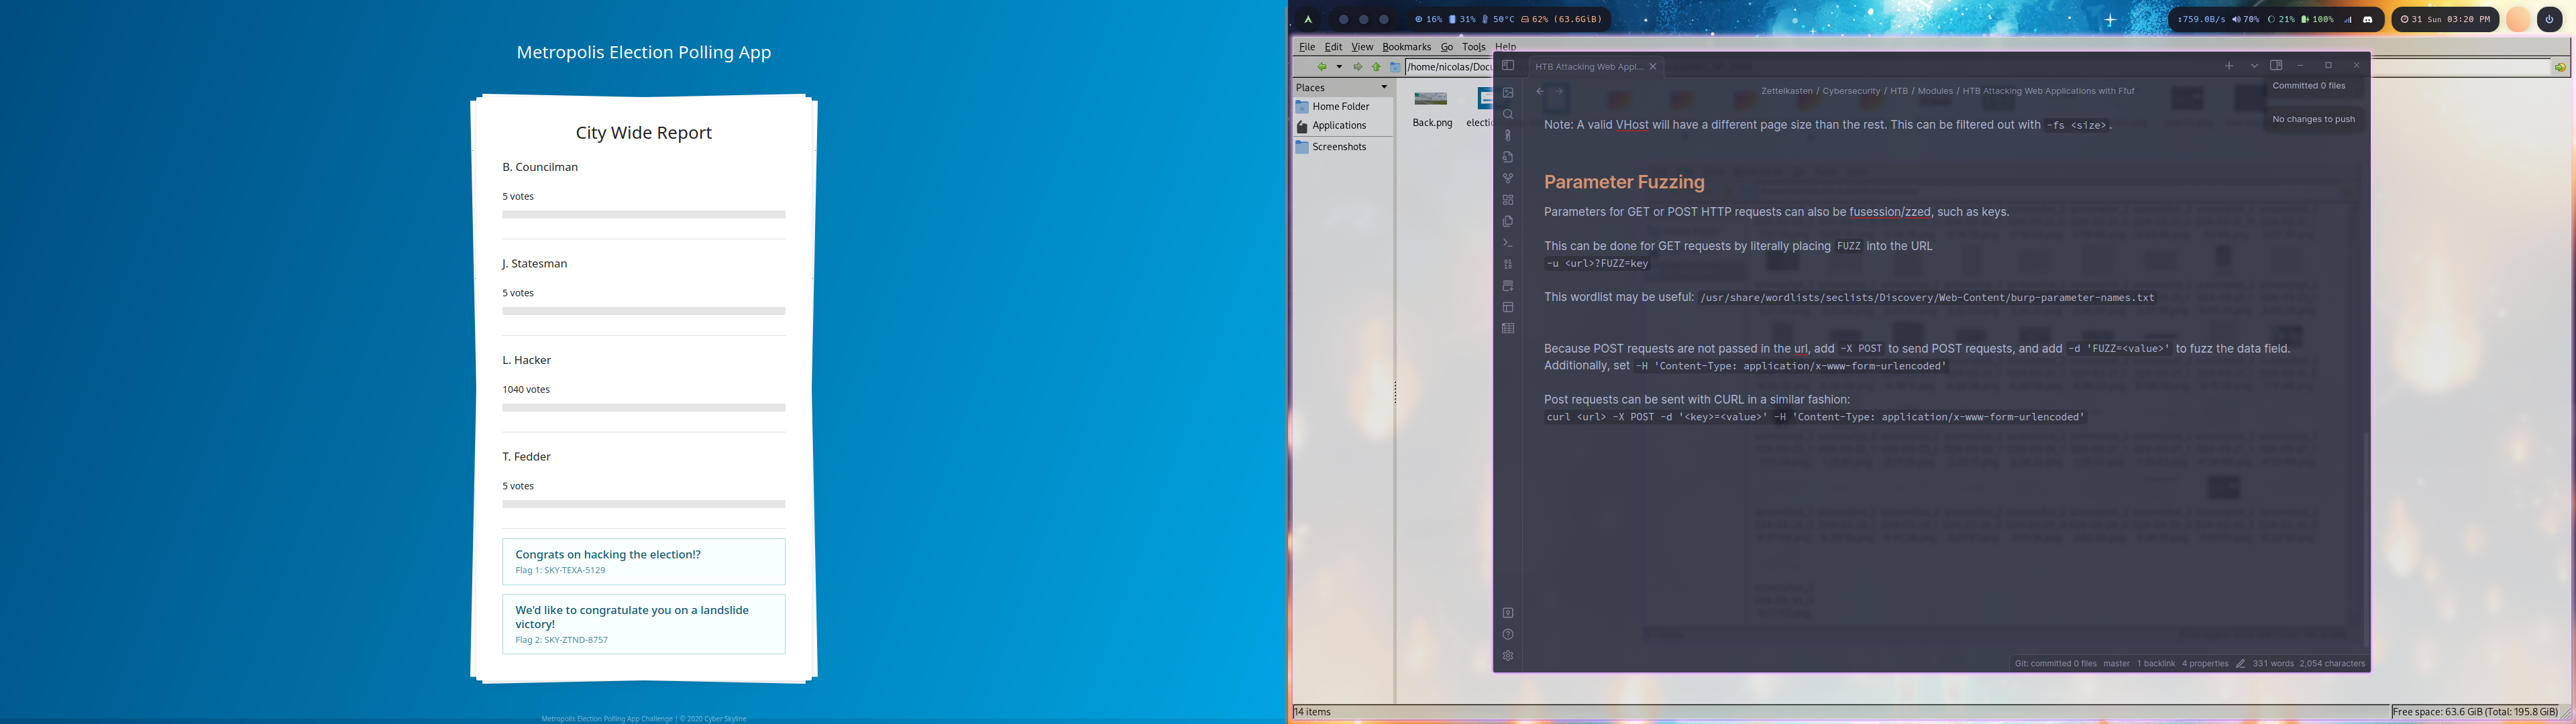 Metropolis Election Polling App
City Wide Report
B. Councilman
5 votes
J. Statesman
5 votes
L. Hacker
1040 votes
T. Fedder
5 votes
Congrats on hacking the election!?
Flag 1: SKY-TEXA-5129
We'd like to congratulate you on a landslide
victory!
Flag 2: SKY-ZTND-8757
Metropolis Election Polling App Challenge | © 2020 Cyber Skyline
16% 31% 50°C 62% (63.6GiB)
759.0B/s 70% 21% 100%
31 Sun 03:20 PM
File Edit View Bookmarks Go Tools Help
/home/nicolas/Docu
Places
Home Folder
Applications
Screenshots
Back.png
electio
HTB Attacking Web Appl...
Zettelkasten / Cybersecurity / HTB / Modules / HTB Attacking Web Applications with Ffuf
Committed 0 files
No changes to push
Note: A valid VHost will have a different page size than the rest. This can be filtered out with -fs <size>.
Parameter Fuzzing
Parameters for GET or POST HTTP requests can also be fusession/zzed, such as keys.
This can be done for GET requests by literally placing FUZZ into the URL
-u <url>?FUZZ=key
This wordlist may be useful: /usr/share/wordlists/seclists/Discovery/Web-Content/burp-parameter-names.txt
Because POST requests are not passed in the url, add -X POST to send POST requests, and add -d 'FUZZ=<value>' to fuzz the data field.
Additionally, set -H 'Content-Type: application/x-www-form-urlencoded'
Post requests can be sent with CURL in a similar fashion:
curl <url> -X POST -d '<key>=<value>' -H 'Content-Type: application/x-www-form-urlencoded'
Git: committed 0 files master 1 backlink 4 properties 331 words 2,054 characters
14 items
Free space: 63.6 GiB (Total: 195.8 GiB)